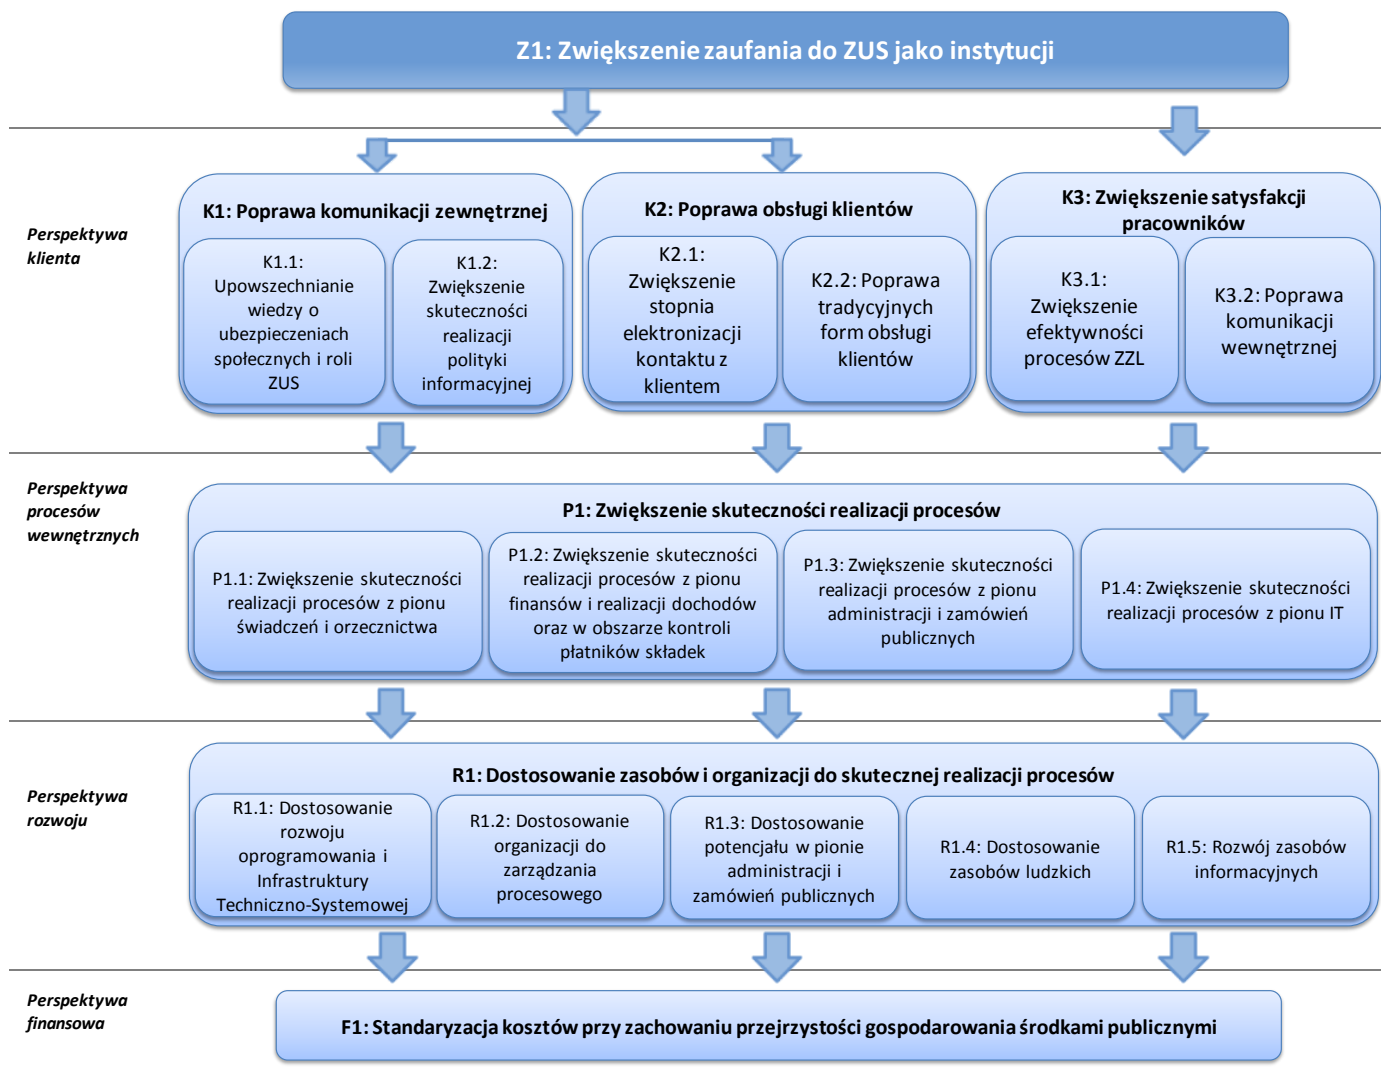 Z1: Zwiększenie zaufania do ZUS jako instytucji
Perspektywa
klienta
K1: Poprawa komunikacji zewnętrznej
K1.1:
Upowszechnianie
wiedzy o
ubezpieczeniach
społecznych i roli
ZUS
K1.2:
Zwiększenie
skuteczności
realizacji
polityki
informacyjnej
K2: Poprawa obsługi klientów
K2.1:
Zwiększenie
stopnia
elektronizacji
kontaktu z
klientem
K2.2: Poprawa
tradycyjnych
form obsługi
klientów
K3: Zwiększenie satysfakcji
pracowników
K3.1:
Zwiększenie
efektywności
procesów ZZL
K3.2: Poprawa
komunikacji
wewnętrznej
Perspektywa
procesów
wewnętrznych
P1: Zwiększenie skuteczności realizacji procesów
P1.1: Zwiększenie skuteczności
realizacji procesów z pionu
świadczeń i orzecznictwa
P1.2: Zwiększenie skuteczności
realizacji procesów z pionu
finansów i realizacji dochodów
oraz w obszarze kontroli
płatników składek
P1.3: Zwiększenie skuteczności
realizacji procesów z pionu
administracji i zamówień
publicznych
P1.4: Zwiększenie skuteczności
realizacji procesów z pionu IT
Perspektywa
rozwoju
R1: Dostosowanie zasobów i organizacji do skutecznej realizacji procesów
R1.1: Dostosowanie
rozwoju
oprogramowania i
Infrastruktury
Techniczno-Systemowej
R1.2: Dostosowanie
organizacji do
zarządzania
procesowego
R1.3: Dostosowanie
potencjału w pionie
administracji i
zamówień publicznych
R1.4: Dostosowanie
zasobów ludzkich
R1.5: Rozwój zasobów
informacyjnych
Perspektywa
finansowa
F1: Standaryzacja kosztów przy zachowaniu przejrzystości gospodarowania środkami publicznymi